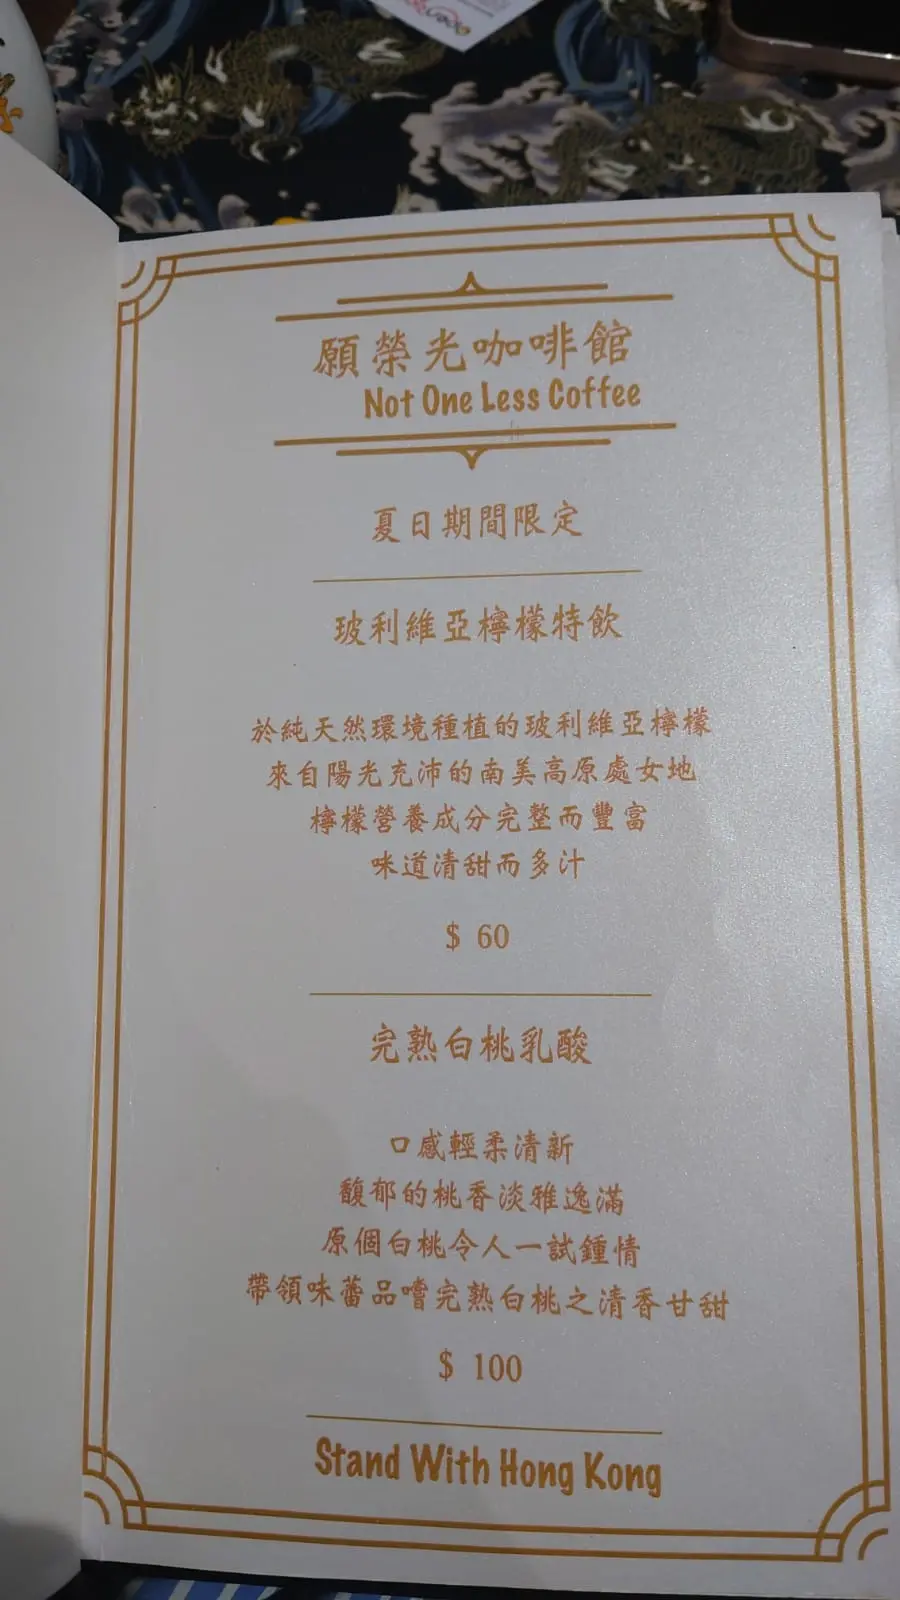 願榮光咖啡館
Not One Less Coffee
夏日期間限定
玻利維亞檸檬特飲
於純天然環境種植的玻利維亞檸檬
來自陽光充沛的南美高原處女地
檸檬營養成分完整而豐富
味道清甜而多汁
$ 60
完熟白桃乳酸
口感輕柔清新
馥郁的桃香淡雅逸滿
原個白桃令人一試鍾情
帶領味蕾品嚐完熟白桃之清香甘甜
$ 100
Stand With Hong Kong